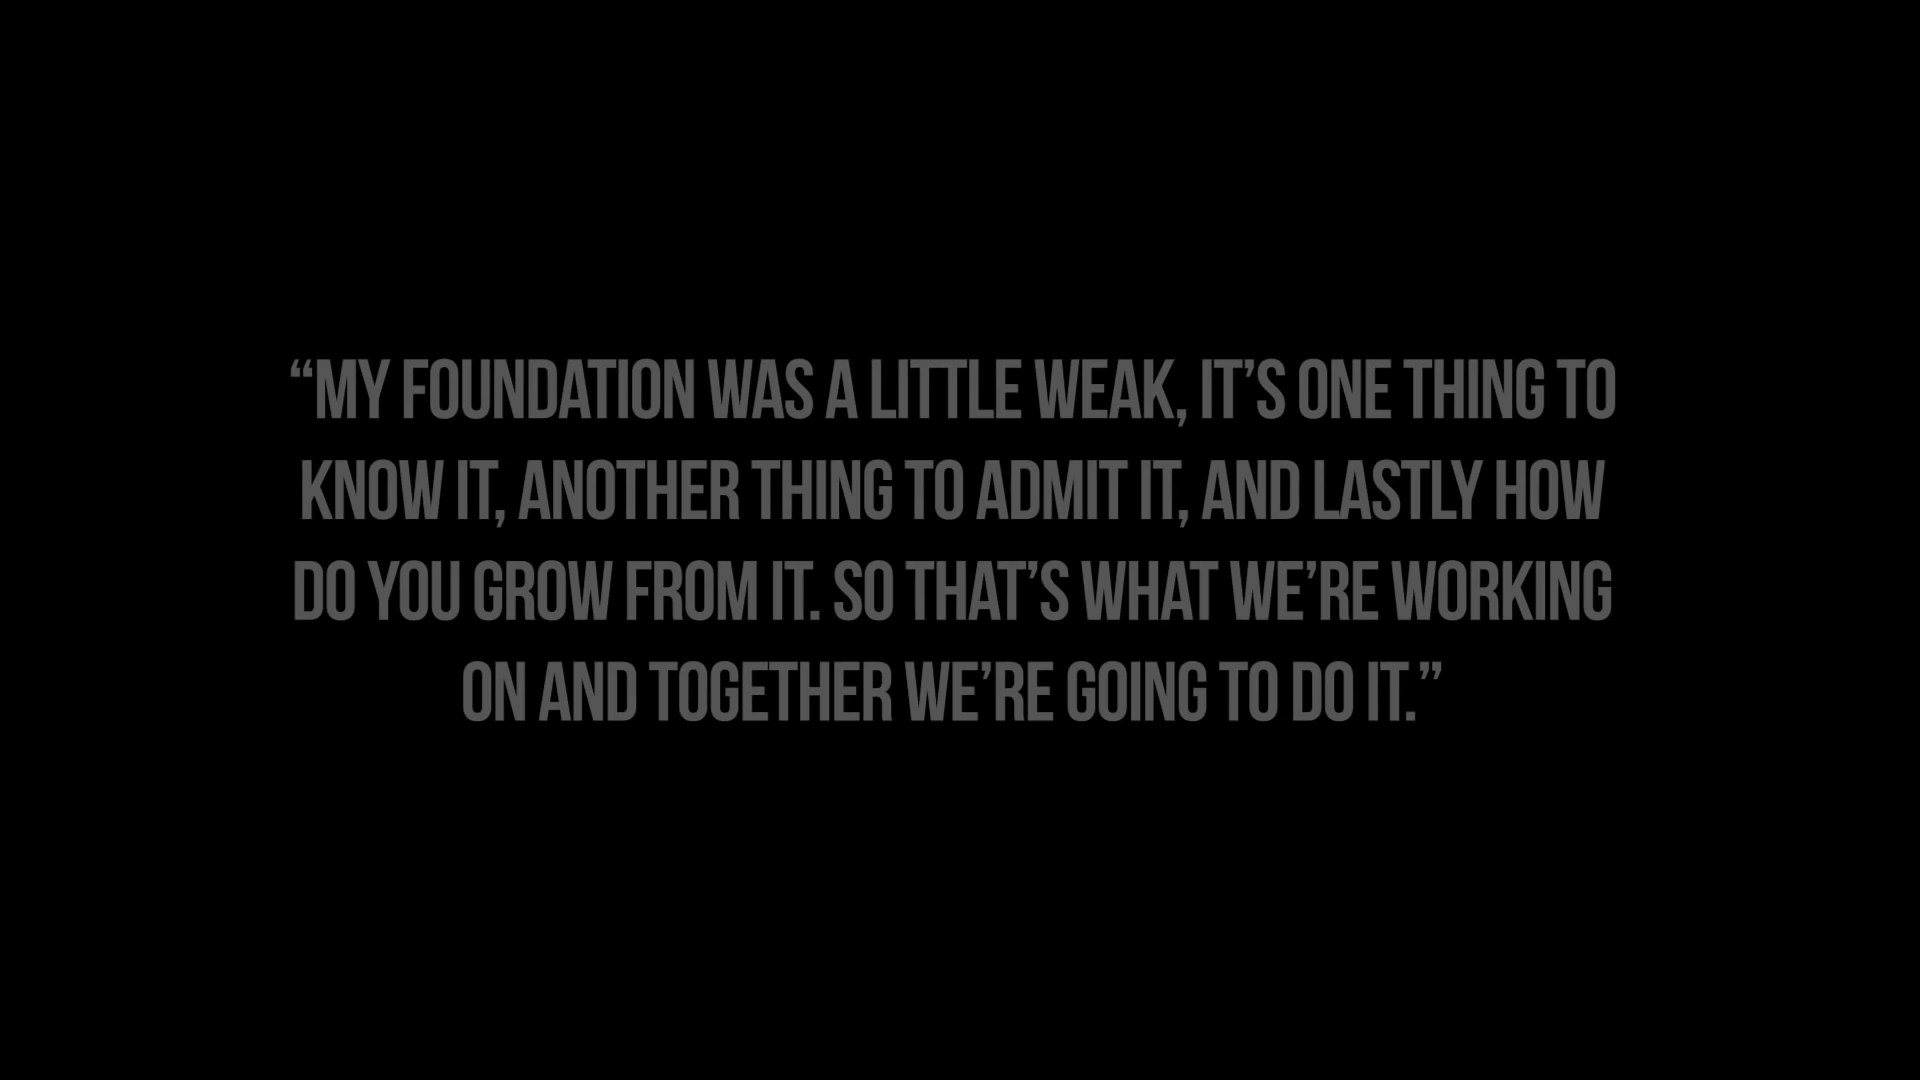 “MY FOUNDATION WAS A LITTLE WEAK, IT’S ONE THING TO
KNOW IT, ANOTHER THING TO ADMIT IT, AND LASTLY HOW
DO YOU GROW FROM IT. SO THAT’S WHAT WE’RE WORKING
ON AND TOGETHER WE’RE GOING TO DO IT.”